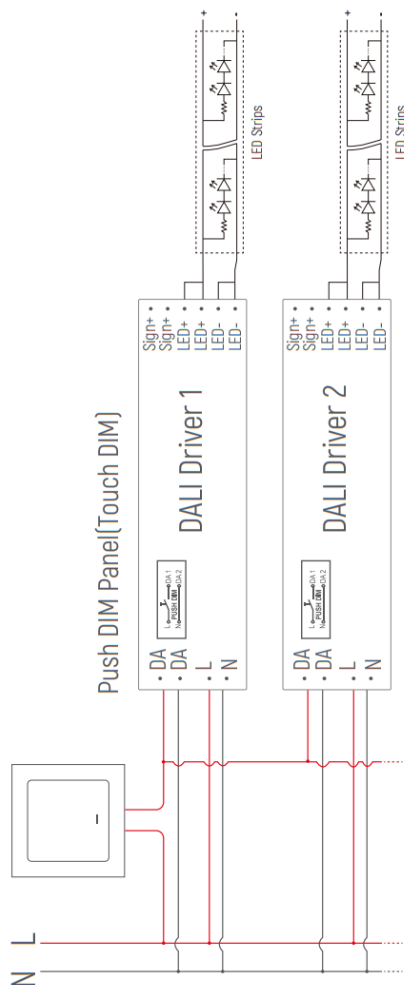 Push DIM Panel(Touch DIM)
L
N
DALI Driver 1
DA
DA
L
N
L
N
PUSH DIM
DA 1
DA 2
Sign+
Sign+
LED+
LED+
LED-
LED-
+
-
LED Strips
DALI Driver 2
DA
DA
L
N
L
N
PUSH DIM
DA 1
DA 2
Sign+
Sign+
LED+
LED+
LED-
LED-
+
-
LED Strips